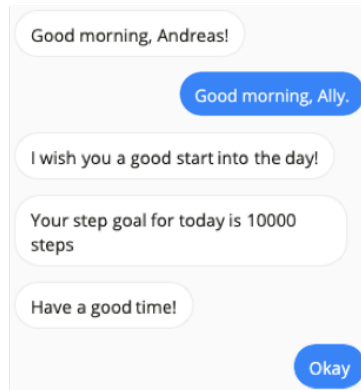 Good morning, Andreas!
Good morning, Ally.
I wish you a good start into the day!
Your step goal for today is 10000
steps
Have a good time!
Okay